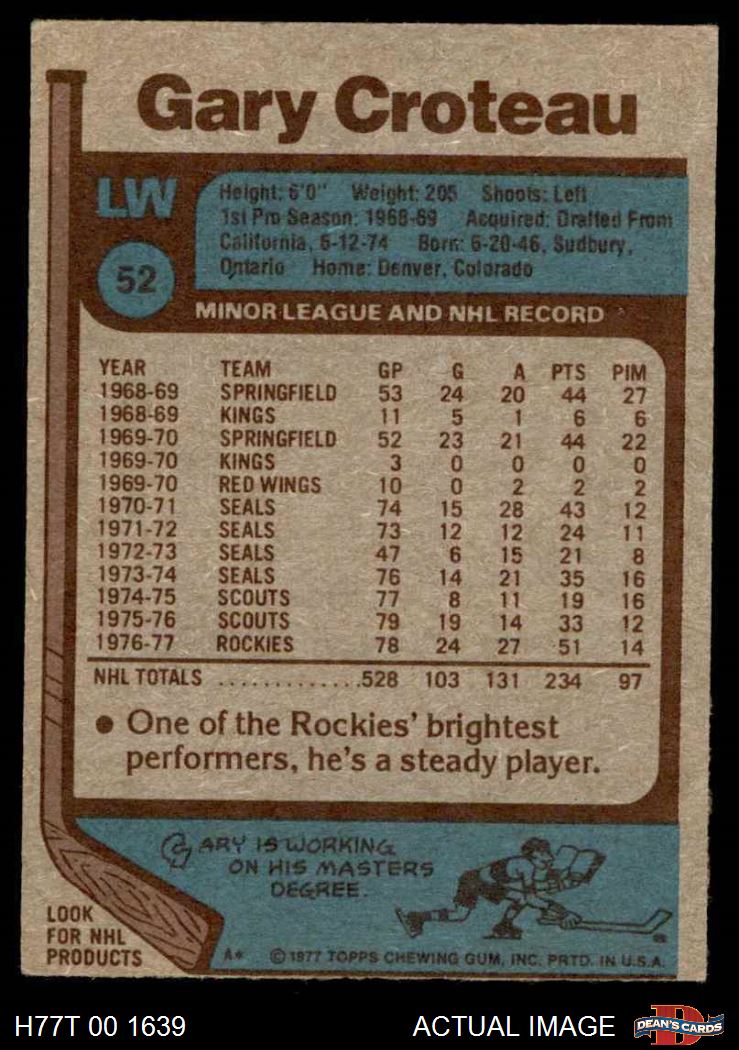 Gary Croteau
LW
Height: 6'0" Weight: 205 Shoots: Left
1st Pro Season: 1968-69 Acquired: Drafted From
California, 6-12-74 Born: 6-20-46, Sudbury,
Ontario Home: Denver, Colorado
52
MINOR LEAGUE AND NHL RECORD
YEAR TEAM GP G A PTS PIM
1968-69 SPRINGFIELD 53 24 20 44 27
1968-69 KINGS 11 5 1 6 6
1969-70 SPRINGFIELD 52 23 21 44 22
1969-70 KINGS 3 0 0 0 0
1969-70 RED WINGS 10 0 2 2 2
1970-71 SEALS 74 15 28 43 12
1971-72 SEALS 73 12 12 24 11
1972-73 SEALS 47 6 15 21 8
1973-74 SEALS 76 14 21 35 16
1974-75 SCOUTS 77 8 11 19 16
1975-76 SCOUTS 79 19 14 33 12
1976-77 ROCKIES 78 24 27 51 14
NHL TOTALS ..............528 103 131 234 97
• One of the Rockies' brightest
performers, he's a steady player.
GARY IS WORKING
ON HIS MASTERS
DEGREE.
LOOK
FOR NHL
PRODUCTS
A* ©1977 TOPPS CHEWING GUM, INC. PRTD. IN U.S.A.
H77T 00 1639 ACTUAL IMAGE D DEAN'S CARDS